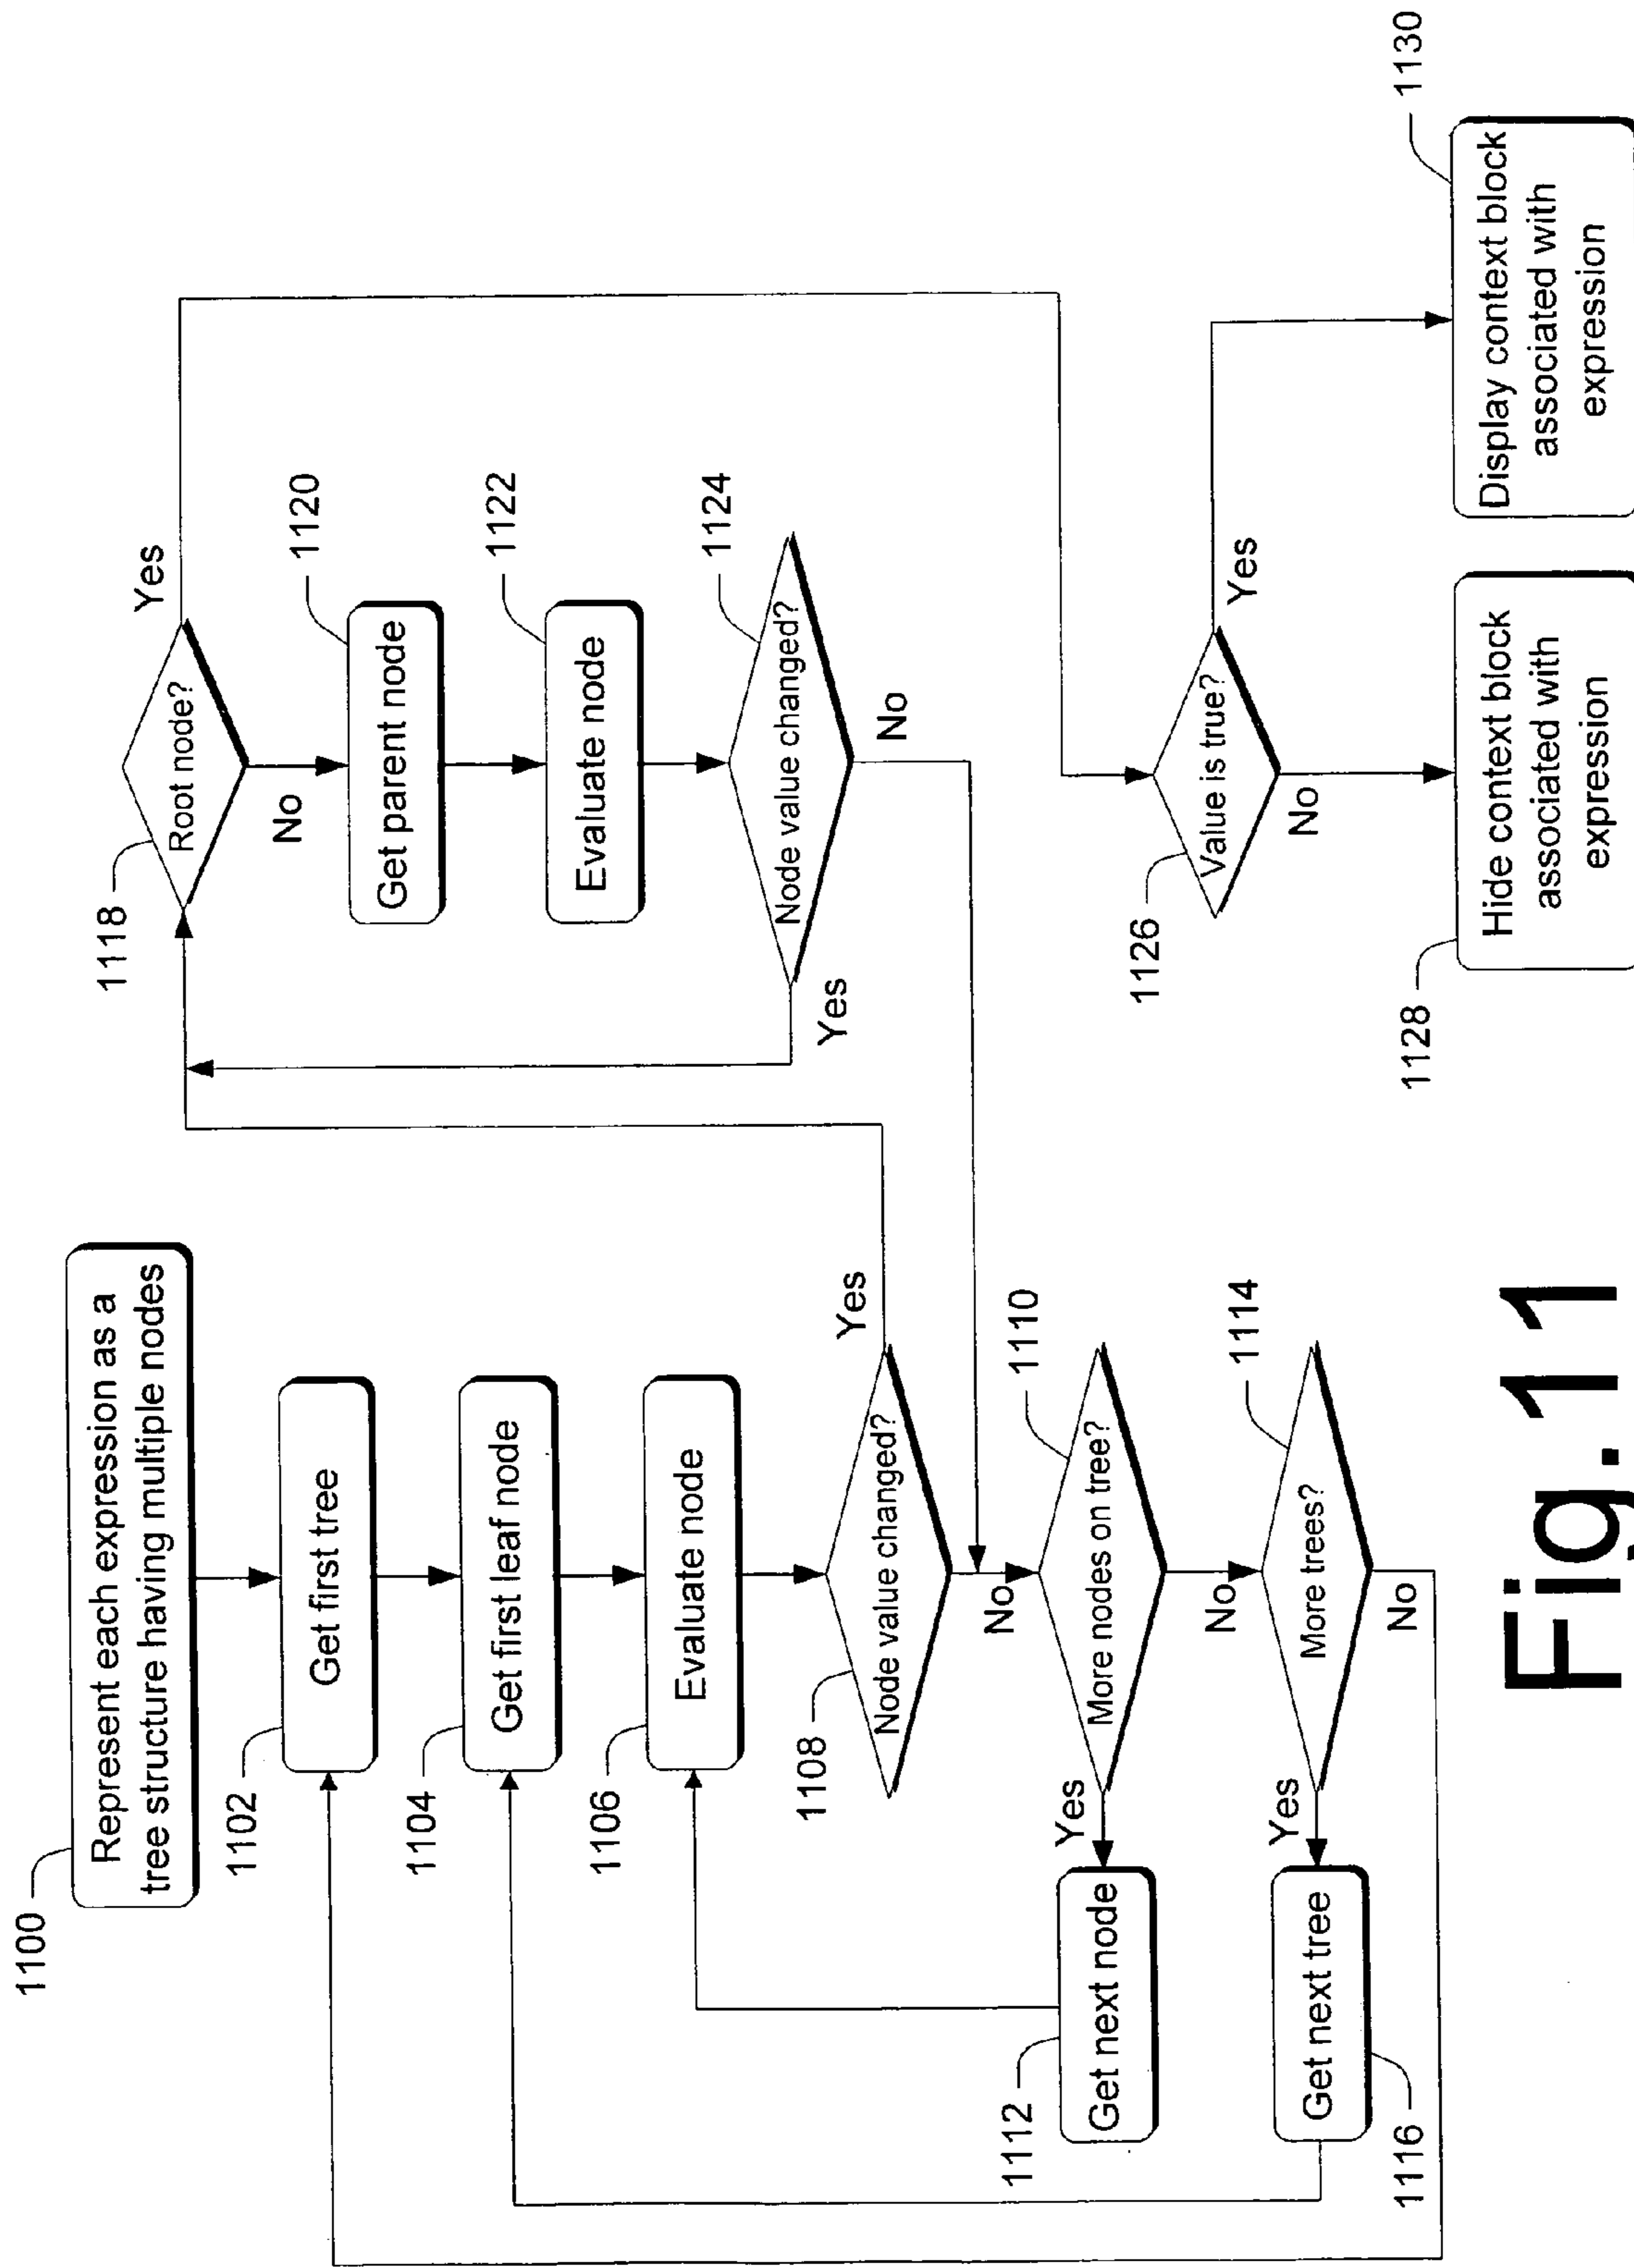 1100
Represent each expression as a
tree structure having multiple nodes
1102
Get first tree
1104
Get first leaf node
1106
Evaluate node
1108
Node value changed?
Yes
No
1110
More nodes on tree?
Yes
No
1112
Get next node
1114
More trees?
Yes
No
1116
Get next tree
1118
Root node?
Yes
No
1120
Get parent node
1122
Evaluate node
1124
Node value changed?
Yes
No
1126
Value is true?
Yes
No
1128
Hide context block
associated with
expression
1130
Display context block
associated with
expression
Fig. 11